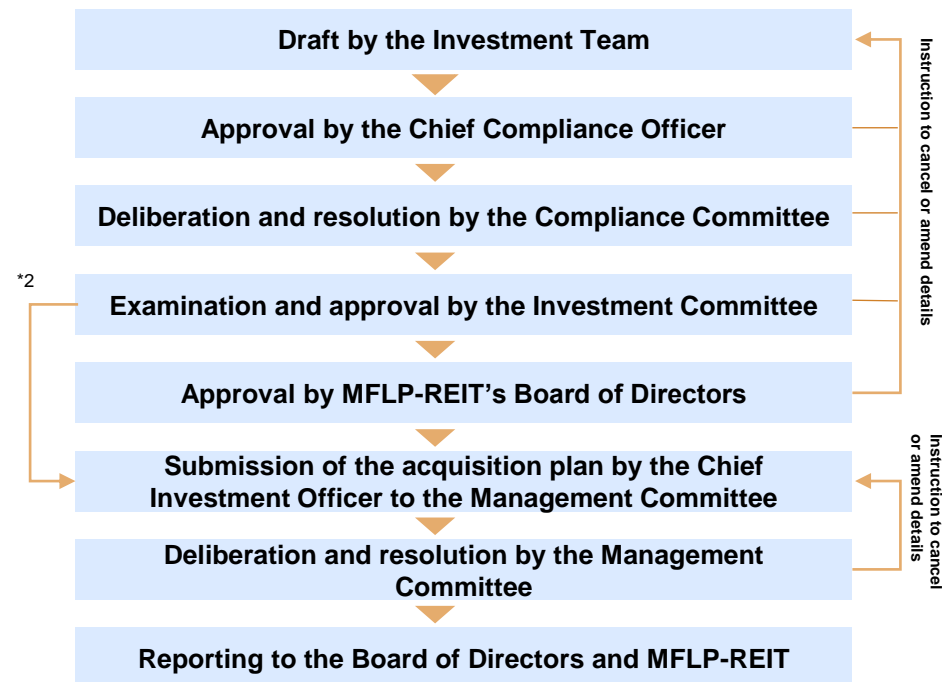 Draft by the Investment Team
Approval by the Chief Compliance Officer
Deliberation and resolution by the Compliance Committee
*2
Examination and approval by the Investment Committee
Approval by MFLP-REIT’s Board of Directors
Submission of the acquisition plan by the Chief
Investment Officer to the Management Committee
Deliberation and resolution by the Management
Committee
Reporting to the Board of Directors and MFLP-REIT
Instruction to cancel or amend details
Instruction to cancel
or amend details